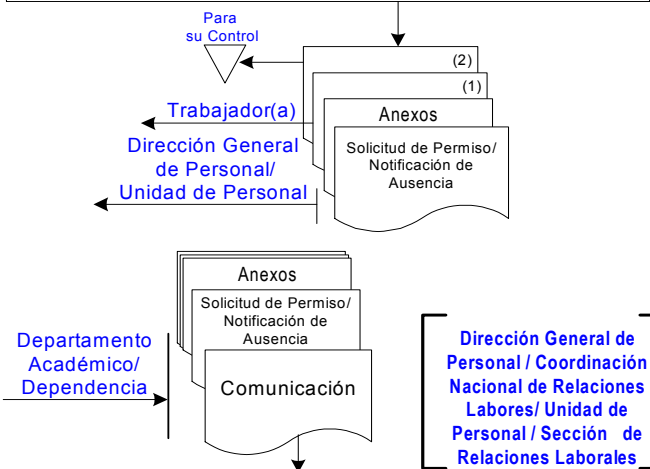 Para
su Control
(2)
(1)
Trabajador(a)
Anexos
Dirección General
de Personal/
Unidad de Personal
Solicitud de Permiso/
Notificación de
Ausencia
Anexos
Solicitud de Permiso/
Notificación de
Ausencia
Comunicación
Departamento
Académico/
Dependencia
Dirección General de
Personal / Coordinación
Nacional de Relaciones
Labores/ Unidad de
Personal / Sección de
Relaciones Laborales